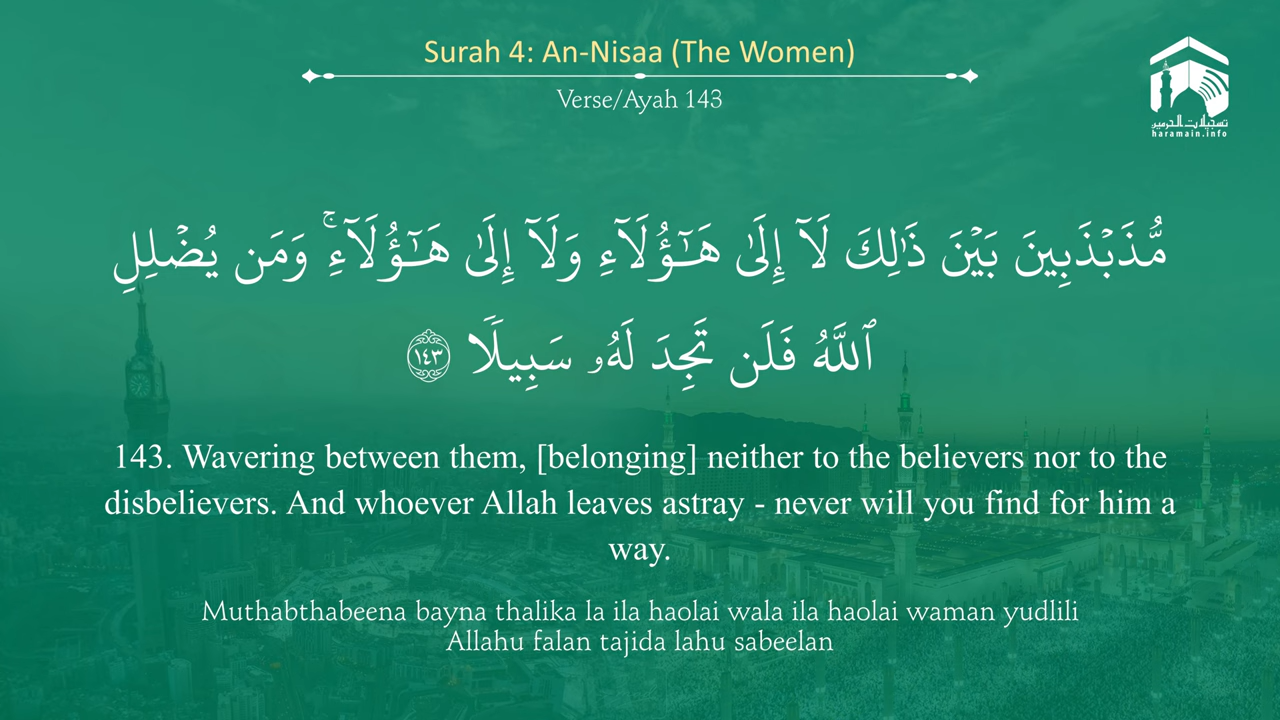 Surah 4: An-Nisaa (The Women)
Verse/Ayah 143
تسجيلات الحرمين
haramain.info
مُّذَبْذَبِينَ بَيْنَ ذَٰلِكَ لَآ إِلَىٰ هَـٰٓؤُلَآءِ وَلَآ إِلَىٰ هَـٰٓؤُلَآءِ ۚ وَمَن يُضْلِلِ
ٱللَّهُ فَلَن تَجِدَ لَهُۥ سَبِيلًا ١٤٣
143. Wavering between them, [belonging] neither to the believers nor to the
disbelievers. And whoever Allah leaves astray - never will you find for him a
way.
Muthabthabeena bayna thalika la ila haolai wala ila haolai waman yudlili
Allahu falan tajida lahu sabeelan